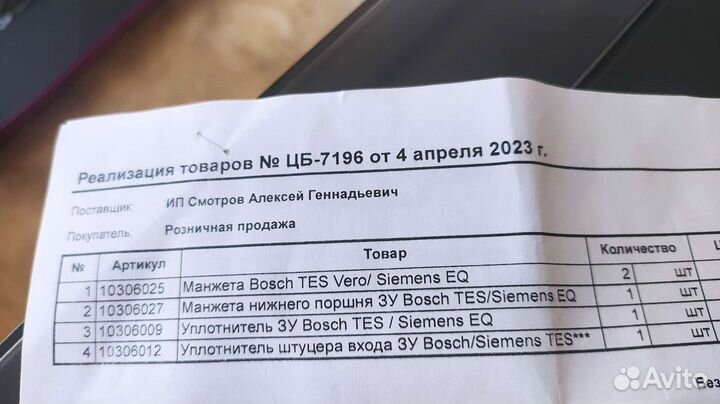 Реализация товаров № ЦБ-7196 от 4 апреля 2023 г.
Поставщик: ИП Смотров Алексей Геннадьевич
Покупатель: Розничная продажа
№ Артикул Товар Количество
1 10306025 Манжета Bosch TES Vero/ Siemens EQ 2 шт
2 10306027 Манжета нижнего поршня ЗУ Bosch TES/Siemens EQ 1 шт
3 10306009 Уплотнитель ЗУ Bosch TES / Siemens EQ 1 шт
4 10306012 Уплотнитель штуцера входа ЗУ Bosch/Siemens TES*** 1 шт
Avito